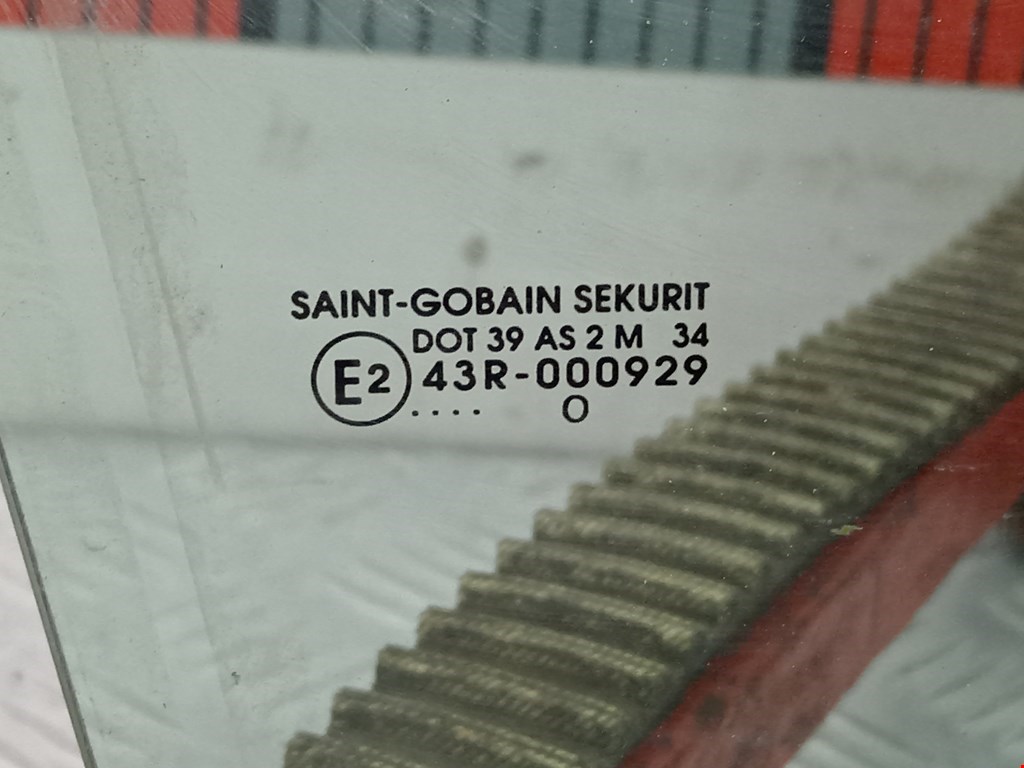 SAINT-GOBAIN SEKURIT
DOT 39 AS 2 M 34
E2 43R-000929
.... O